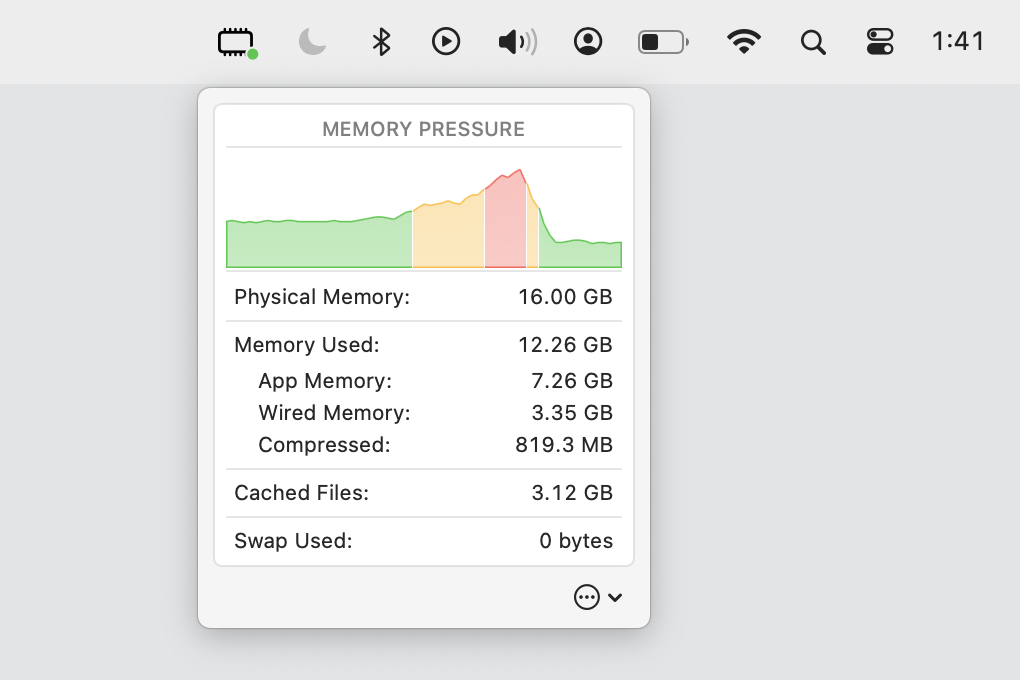 1:41
MEMORY PRESSURE
Physical Memory: 16.00 GB
Memory Used: 12.26 GB
App Memory: 7.26 GB
Wired Memory: 3.35 GB
Compressed: 819.3 MB
Cached Files: 3.12 GB
Swap Used: 0 bytes